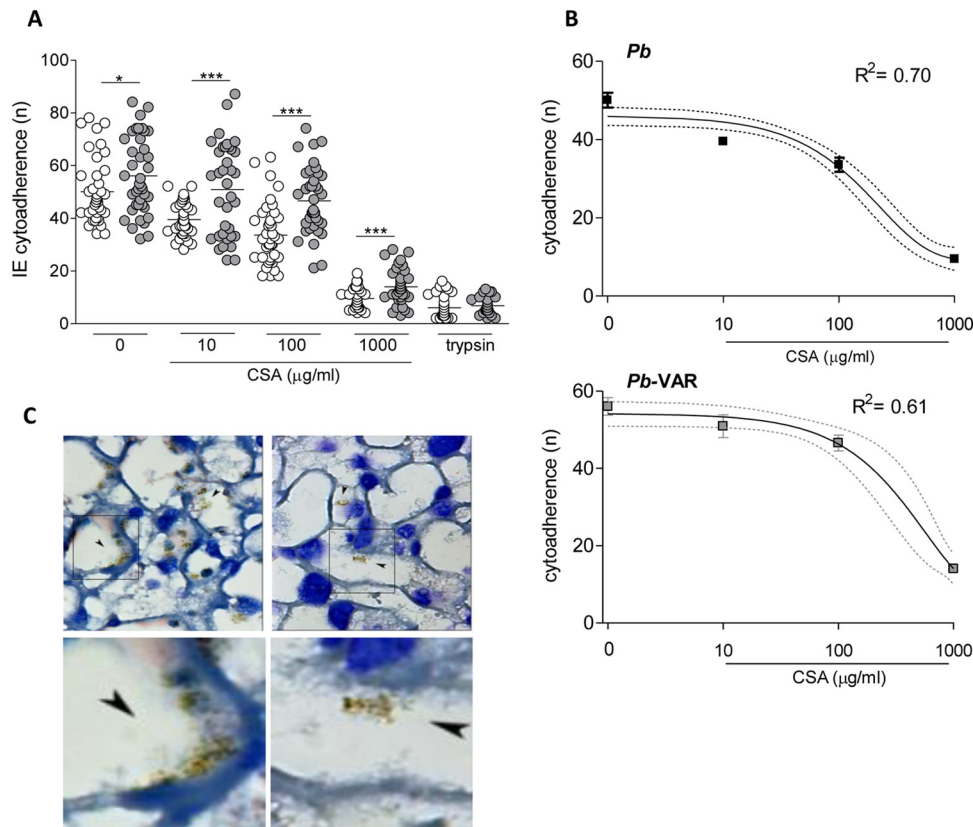 A
IE cytoadherence (n)
100
80
60
40
20
0
*
***
***
***
0
10
100
1000
trypsin
CSA (μg/ml)
B
Pb
R2= 0.70
cytoadherence (n)
60
40
20
0
0
10
100
1000
CSA (μg/ml)
Pb-VAR
R2= 0.61
cytoadherence (n)
60
40
20
0
0
10
100
1000
CSA (μg/ml)
C